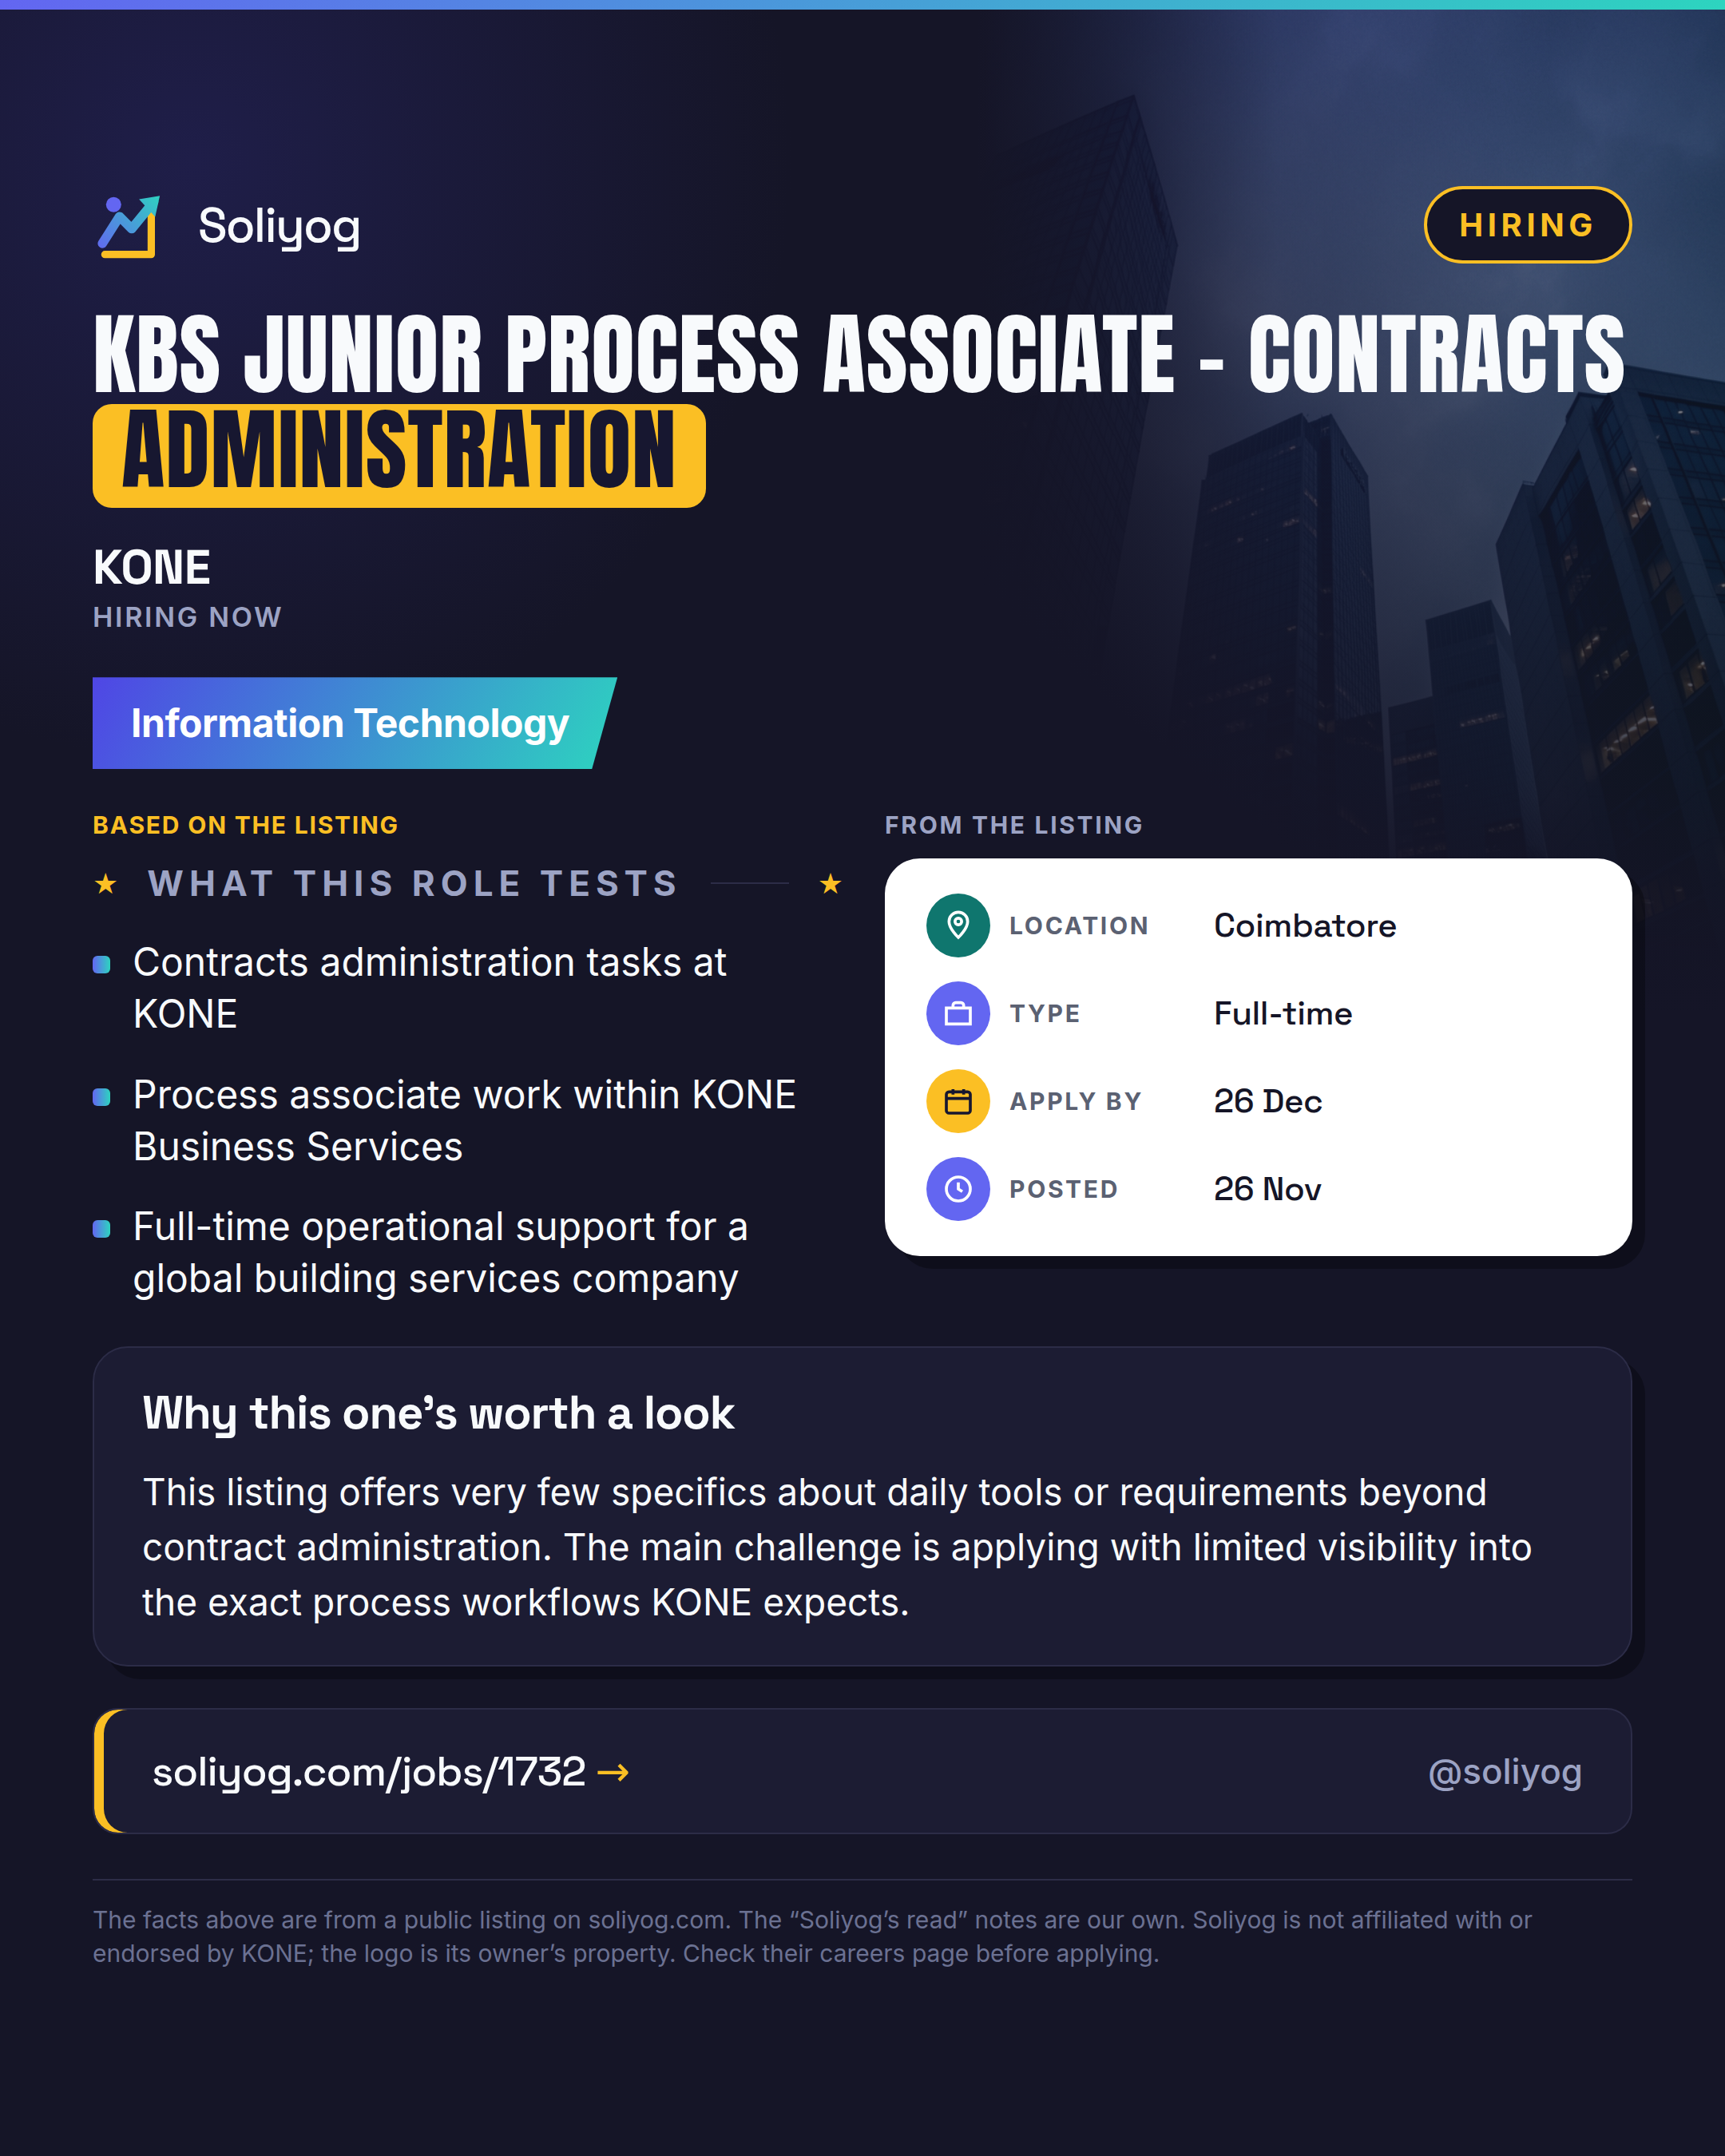 Soliyog
HIRING
KBS JUNIOR PROCESS ASSOCIATE - CONTRACTS
ADMINISTRATION
KONE
HIRING NOW
Information Technology
BASED ON THE LISTING
★ WHAT THIS ROLE TESTS ★
Contracts administration tasks at
KONE
Process associate work within KONE
Business Services
Full-time operational support for a
global building services company
FROM THE LISTING
LOCATION Coimbatore
TYPE Full-time
APPLY BY 26 Dec
POSTED 26 Nov
Why this one’s worth a look
This listing offers very few specifics about daily tools or requirements beyond
contract administration. The main challenge is applying with limited visibility into
the exact process workflows KONE expects.
soliyog.com/jobs/1732 →
@soliyog
The facts above are from a public listing on soliyog.com. The “Soliyog’s read” notes are our own. Soliyog is not affiliated with or
endorsed by KONE; the logo is its owner’s property. Check their careers page before applying.